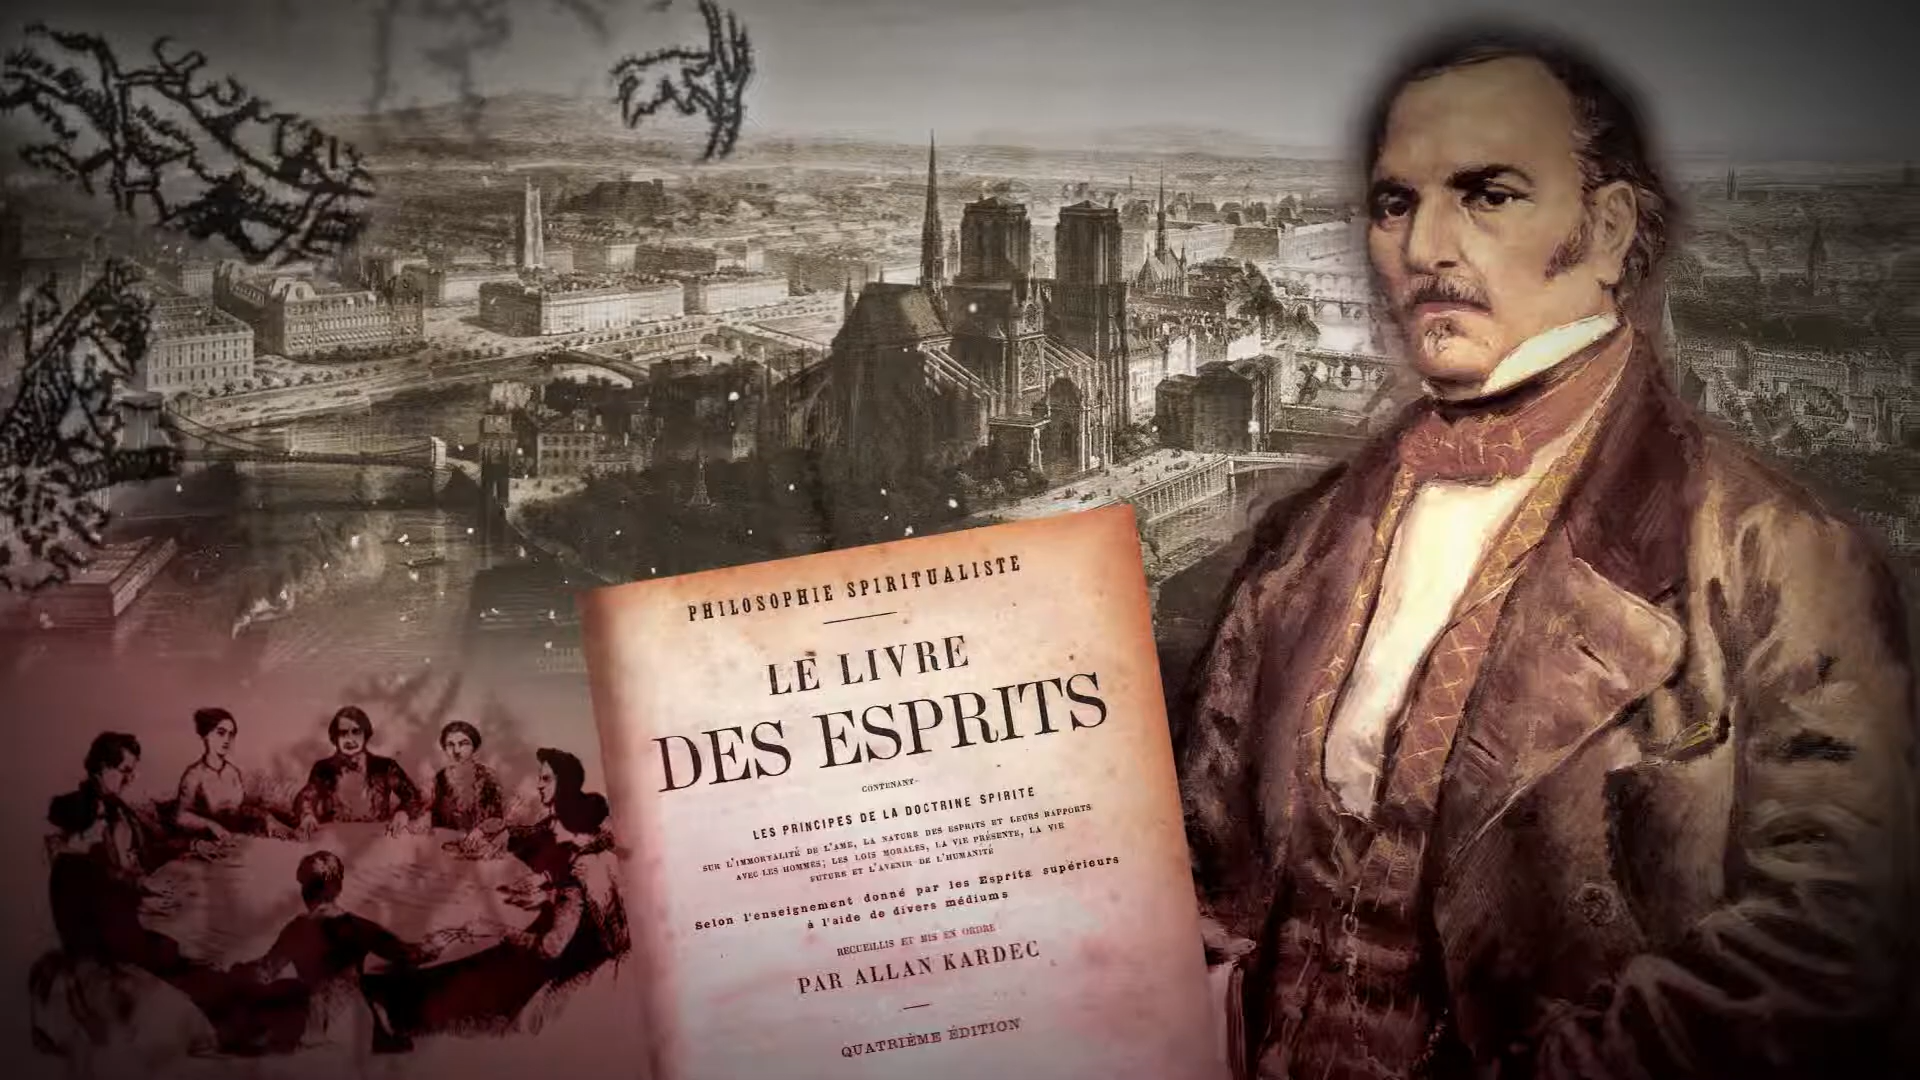 PHILOSOPHIE SPIRITUALISTE
LE LIVRE
DES ESPRITS
CONTENANT
LES PRINCIPES DE LA DOCTRINE SPIRITE
SUR L'IMMORTALITÉ DE L'AME, LA NATURE DES ESPRITS ET LEURS RAPPORTS
AVEC LES HOMMES; LES LOIS MORALES, LA VIE PRÉSENTE, LA VIE
FUTURE ET L'AVENIR DE L'HUMANITÉ
Selon l'enseignement donné par les Esprits supérieurs
à l'aide de divers médiums
RECUEILLIS ET MIS EN ORDRE
PAR ALLAN KARDEC
QUATRIÈME ÉDITION